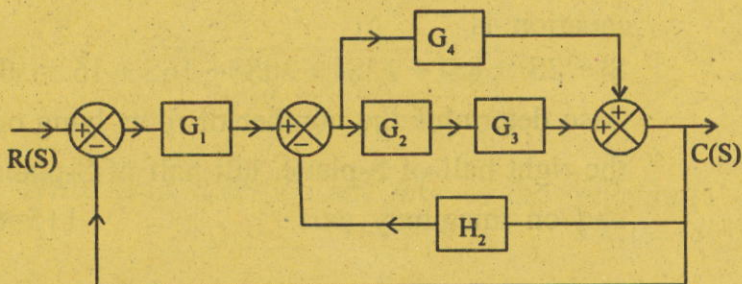 G₄
+
+ − G₁ + − G₂ G₃ + 
R(S) C(S)
H₂